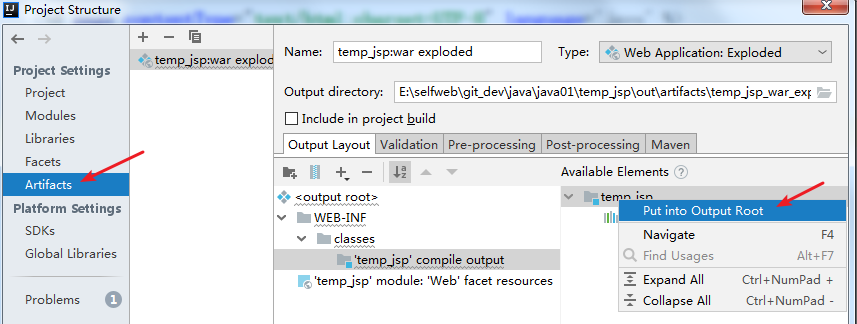 Project Structure
Project Settings
Project
Modules
Libraries
Facets
Artifacts
Platform Settings
SDKs
Global Libraries
Problems 1
temp_jsp:war explod
Name: temp_jsp:war exploded Type: Web Application: Exploded
Output directory: E:\selfweb\git_dev\java\java01\temp_jsp\out\artifacts\temp_jsp_war_exp
Include in project build
Output Layout Validation Pre-processing Post-processing Maven
Available Elements ?
<output root>
WEB-INF
classes
'temp_jsp' compile output
'temp_jsp' module: 'Web' facet resources
temp_jsp
Put into Output Root
Navigate F4
Find Usages Alt+F7
Expand All Ctrl+NumPad +
Collapse All Ctrl+NumPad -